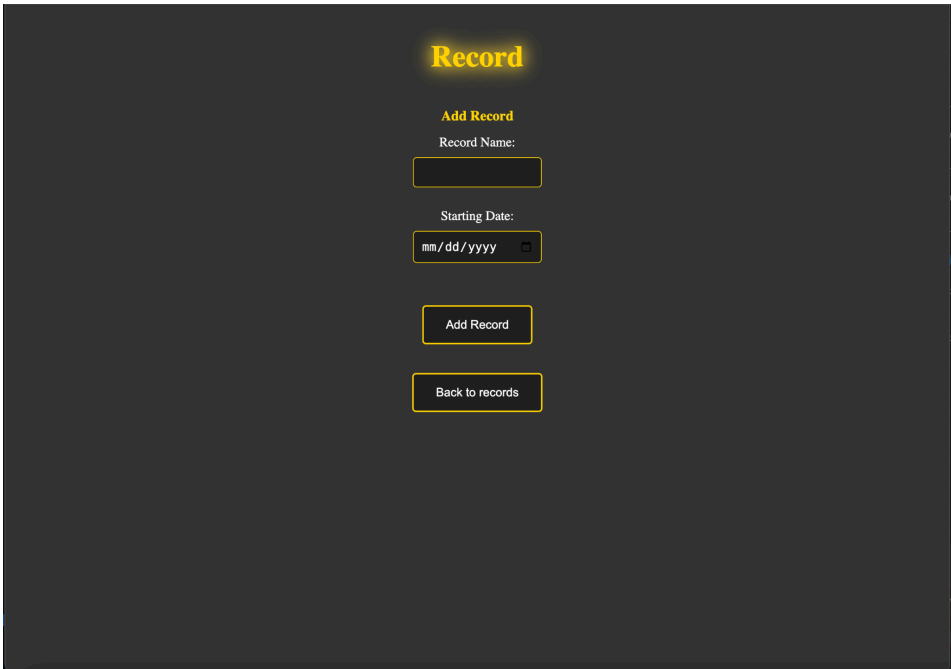 Record
Add Record
Record Name:
Starting Date:
mm/dd/yyyy
Add Record
Back to records